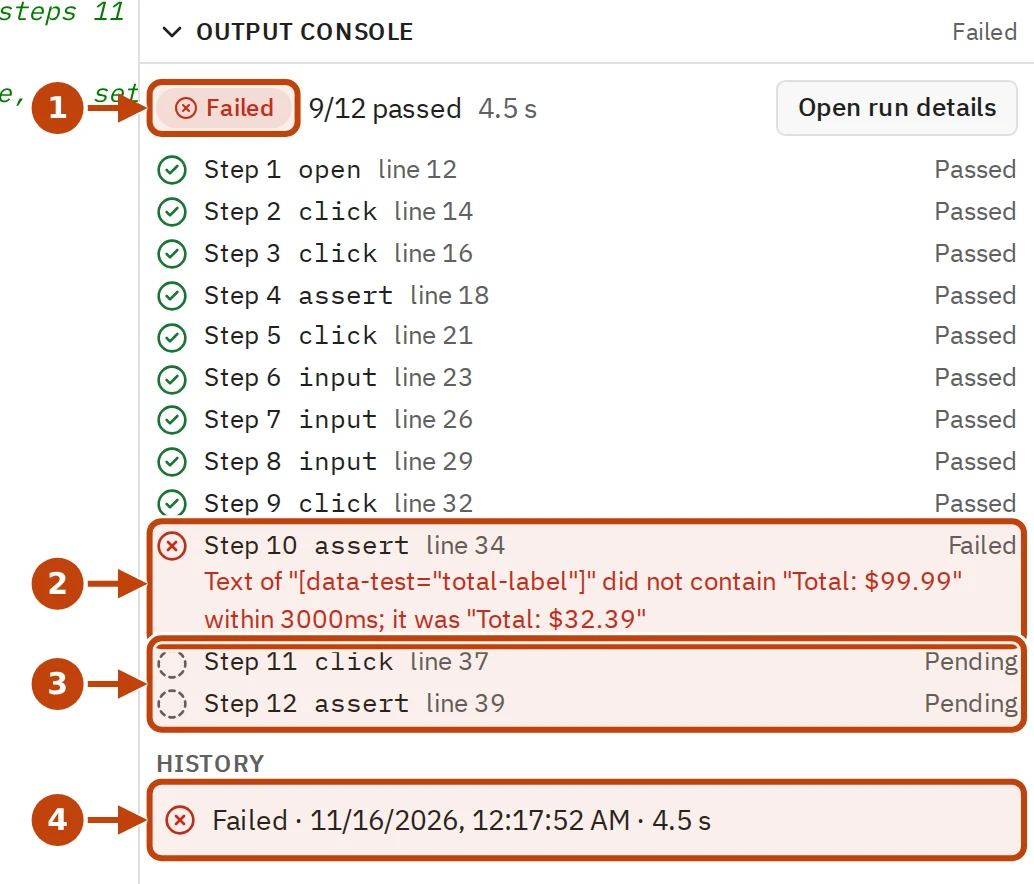 steps 11
e, set
OUTPUT CONSOLE Failed
1 Failed 9/12 passed 4.5 s Open run details
Step 1 open line 12 Passed
Step 2 click line 14 Passed
Step 3 click line 16 Passed
Step 4 assert line 18 Passed
Step 5 click line 21 Passed
Step 6 input line 23 Passed
Step 7 input line 26 Passed
Step 8 input line 29 Passed
Step 9 click line 32 Passed
Step 10 assert line 34 Failed
2 Text of "[data-test="total-label"]" did not contain "Total: $99.99"
within 3000ms; it was "Total: $32.39"
Step 11 click line 37 Pending
3
Step 12 assert line 39 Pending
HISTORY
4 Failed · 11/16/2026, 12:17:52 AM · 4.5 s